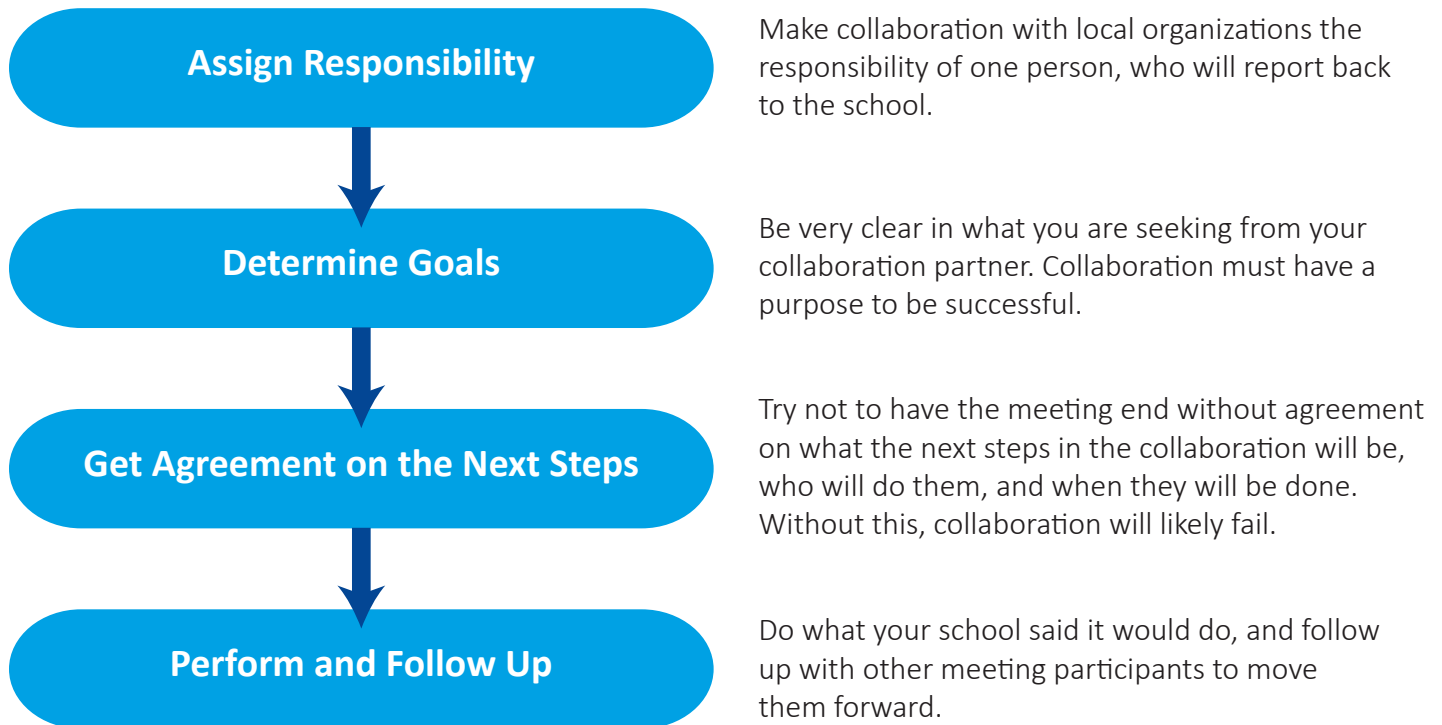 Assign Responsibility
Make collaboration with local organizations the
responsibility of one person, who will report back
to the school.
Determine Goals
Be very clear in what you are seeking from your
collaboration partner. Collaboration must have a
purpose to be successful.
Get Agreement on the Next Steps
Try not to have the meeting end without agreement
on what the next steps in the collaboration will be,
who will do them, and when they will be done.
Without this, collaboration will likely fail.
Perform and Follow Up
Do what your school said it would do, and follow
up with other meeting participants to move
them forward.